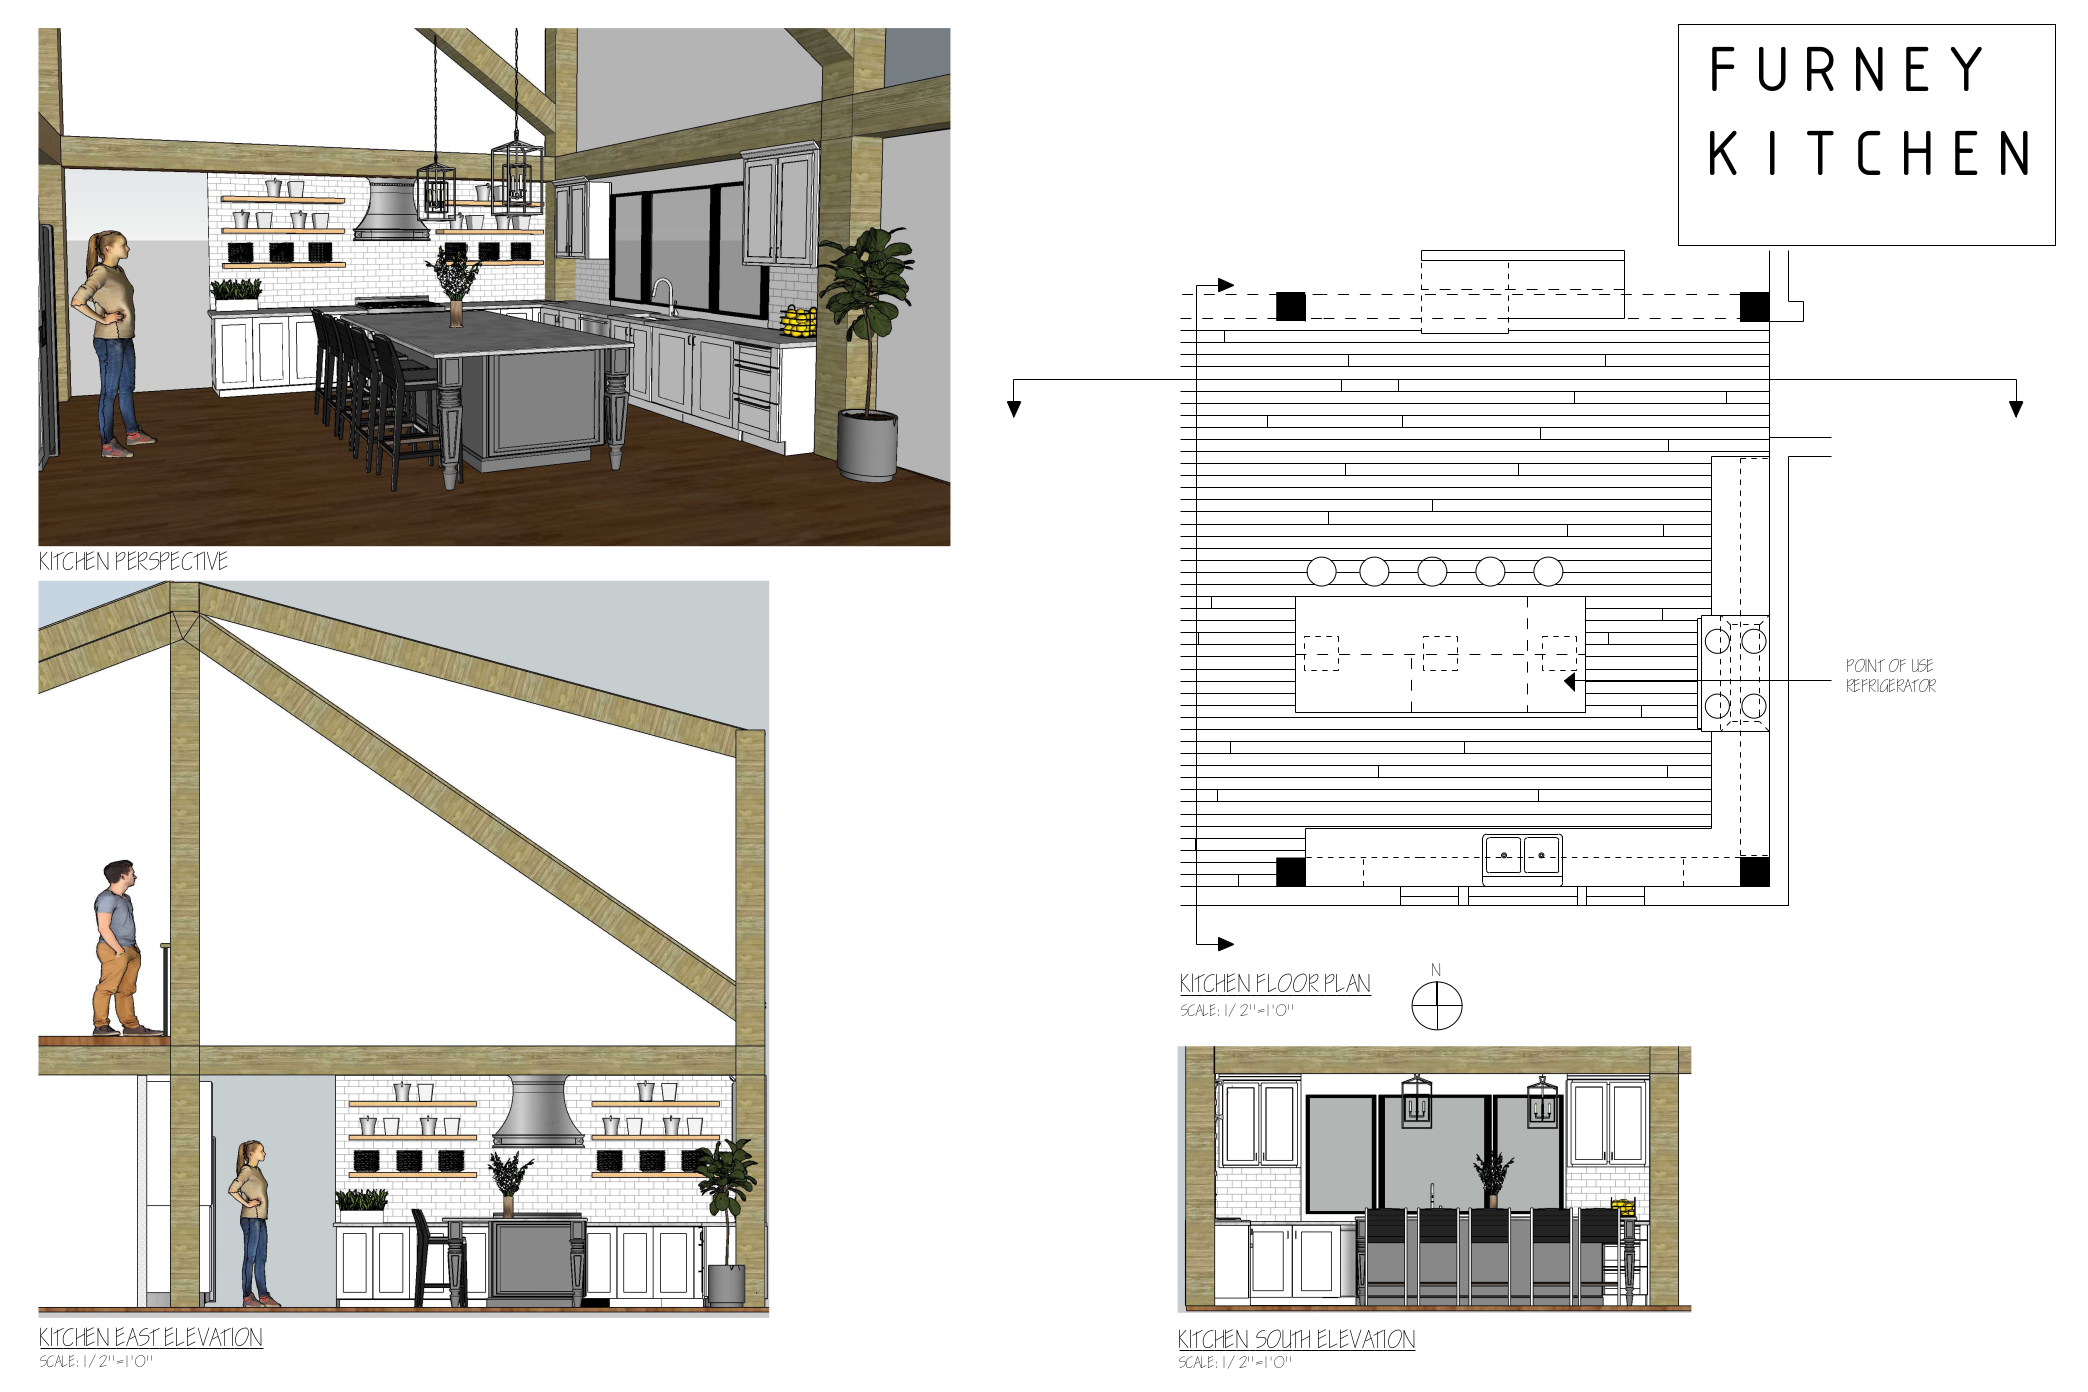 FURNEY
KITCHEN
KITCHEN PERSPECTIVE
POINT OF USE
REFRIGERATOR
KITCHEN FLOOR PLAN
SCALE: 1/2"=1'0"
N
KITCHEN EAST ELEVATION
SCALE: 1/2"=1'0"
KITCHEN SOUTH ELEVATION
SCALE: 1/2"=1'0"